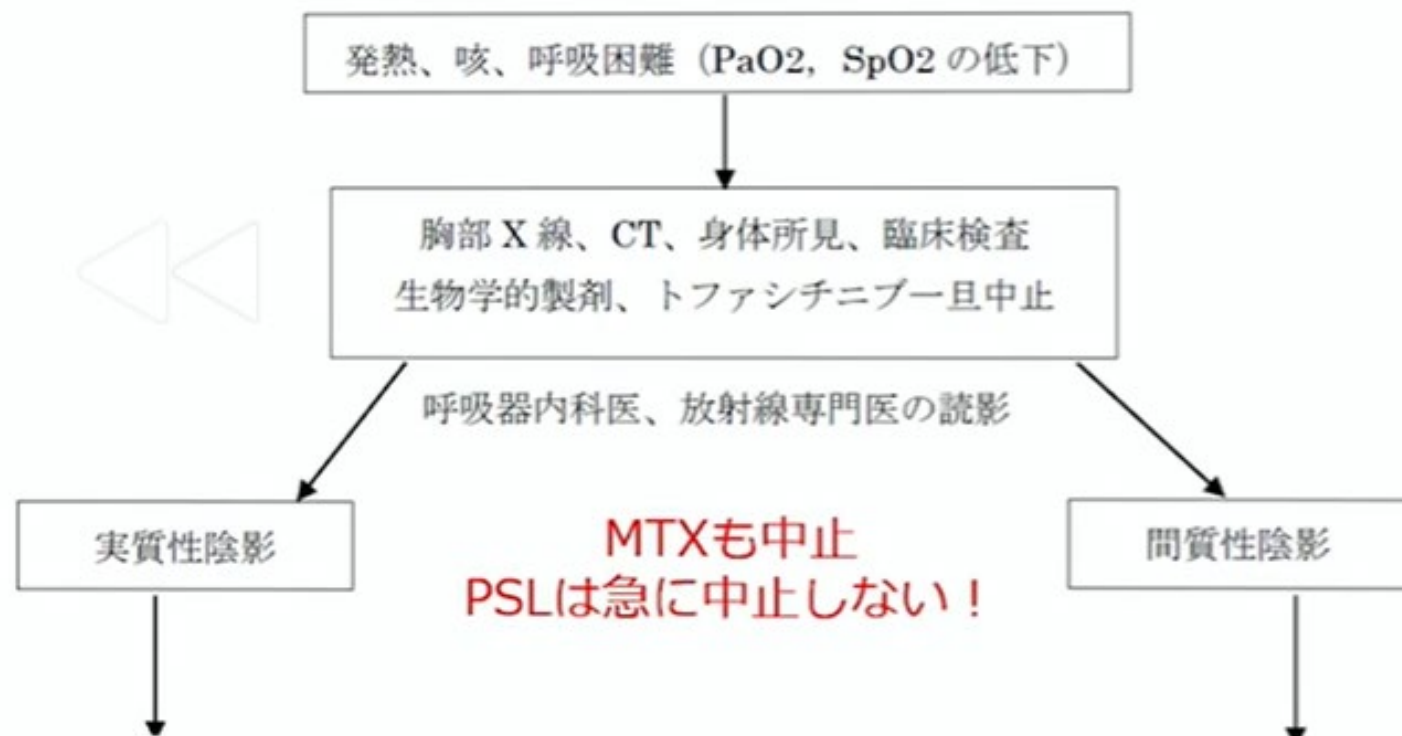 発熱、咳、呼吸困難（PaO2，SpO2 の低下）
胸部 X 線、CT、身体所見、臨床検査
生物学的製剤、トファシチニブ一旦中止
呼吸器内科医、放射線専門医の読影
実質性陰影
MTXも中止
PSLは急に中止しない！
間質性陰影